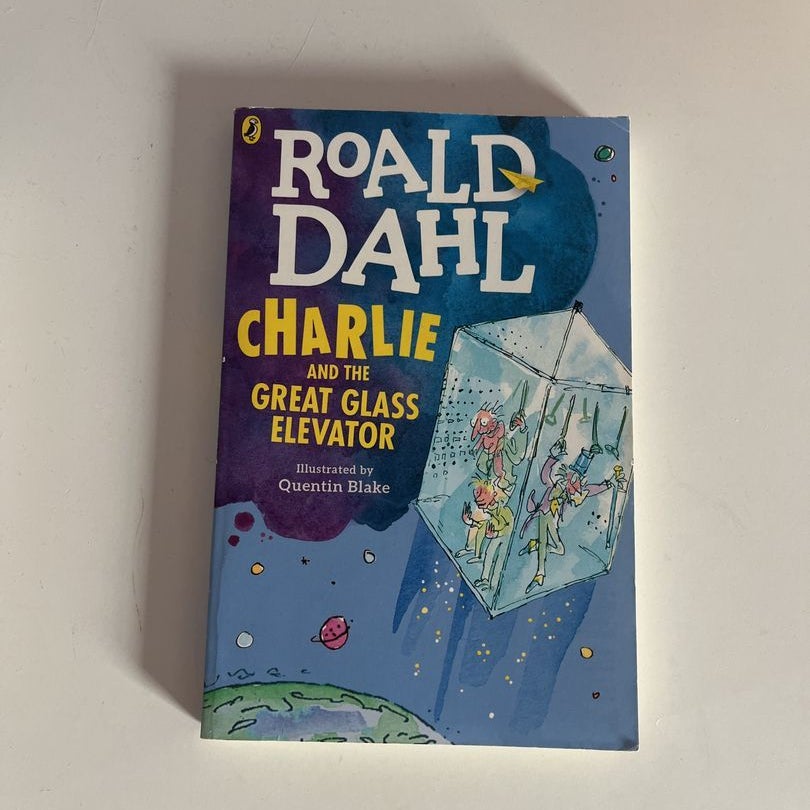 ROALD
DAHL
CHARLIE
AND THE
GREAT GLASS
ELEVATOR
Illustrated by
Quentin Blake